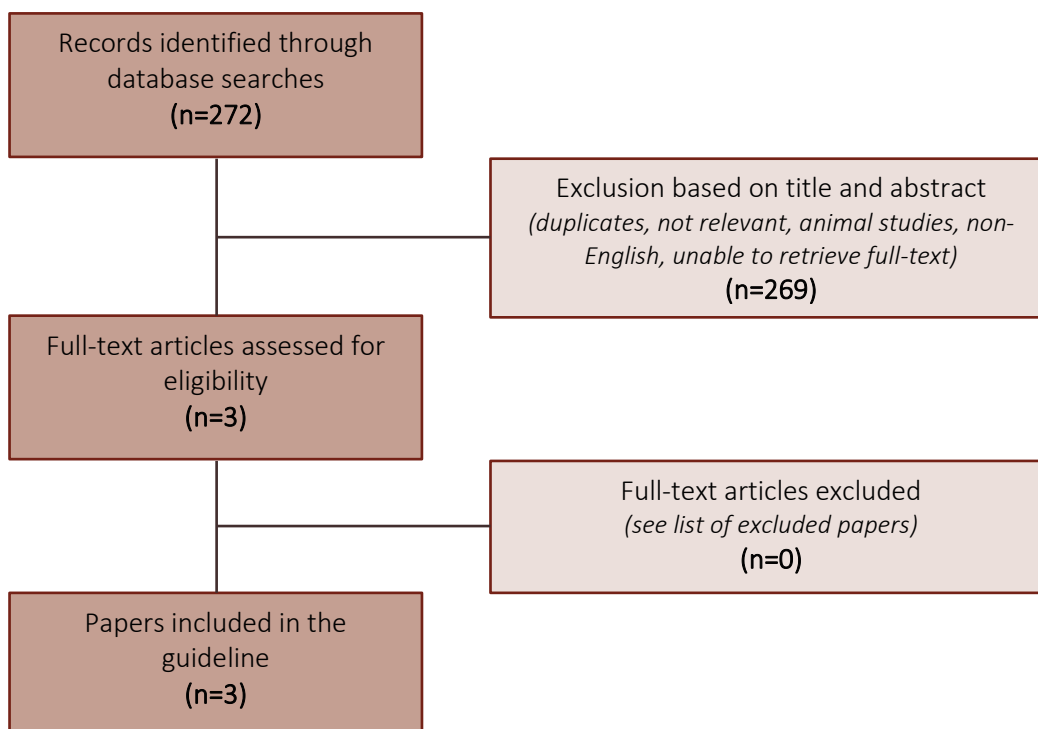 Records identified through
database searches
(n=272)
Exclusion based on title and abstract
(duplicates, not relevant, animal studies, non-
English, unable to retrieve full-text)
(n=269)
Full-text articles assessed for
eligibility
(n=3)
Full-text articles excluded
(see list of excluded papers)
(n=0)
Papers included in the
guideline
(n=3)